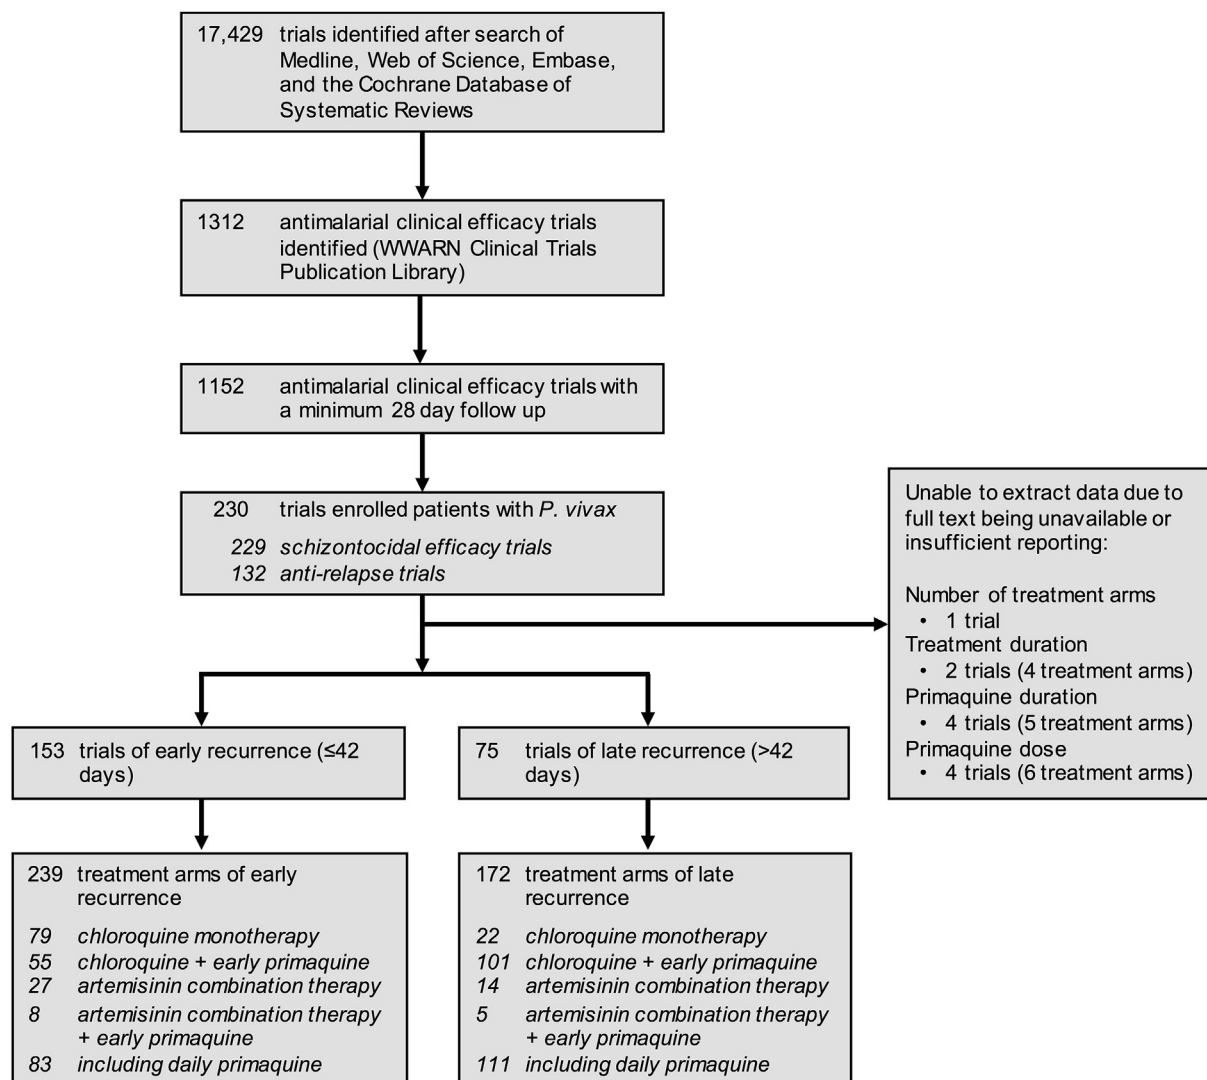 17,429 trials identified after search of
Medline, Web of Science, Embase,
and the Cochrane Database of
Systematic Reviews
1312 antimalarial clinical efficacy trials
identified (WWARN Clinical Trials
Publication Library)
1152 antimalarial clinical efficacy trials with
a minimum 28 day follow up
230 trials enrolled patients with P. vivax
229 schizontocidal efficacy trials
132 anti-relapse trials
Unable to extract data due to
full text being unavailable or
insufficient reporting:
Number of treatment arms
• 1 trial
Treatment duration
• 2 trials (4 treatment arms)
Primaquine duration
• 4 trials (5 treatment arms)
Primaquine dose
• 4 trials (6 treatment arms)
153 trials of early recurrence (≤42
days)
75 trials of late recurrence (>42
days)
239 treatment arms of early
recurrence
79 chloroquine monotherapy
55 chloroquine + early primaquine
27 artemisinin combination therapy
8 artemisinin combination therapy
+ early primaquine
83 including daily primaquine
172 treatment arms of late
recurrence
22 chloroquine monotherapy
101 chloroquine + early primaquine
14 artemisinin combination therapy
5 artemisinin combination therapy
+ early primaquine
111 including daily primaquine